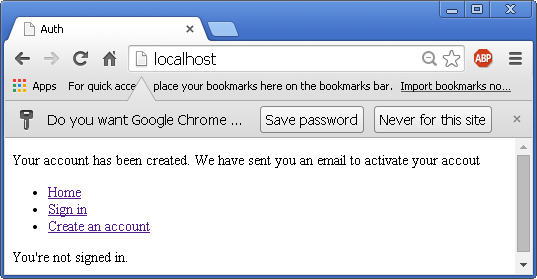 Auth
localhost
ABP
Apps For quick acce place your bookmarks here on the bookmarks bar. Import bookmarks no...
Do you want Google Chrome ... Save password Never for this site
Your account has been created. We have sent you an email to activate your accout
Home
Sign in
Create an account
You're not signed in.